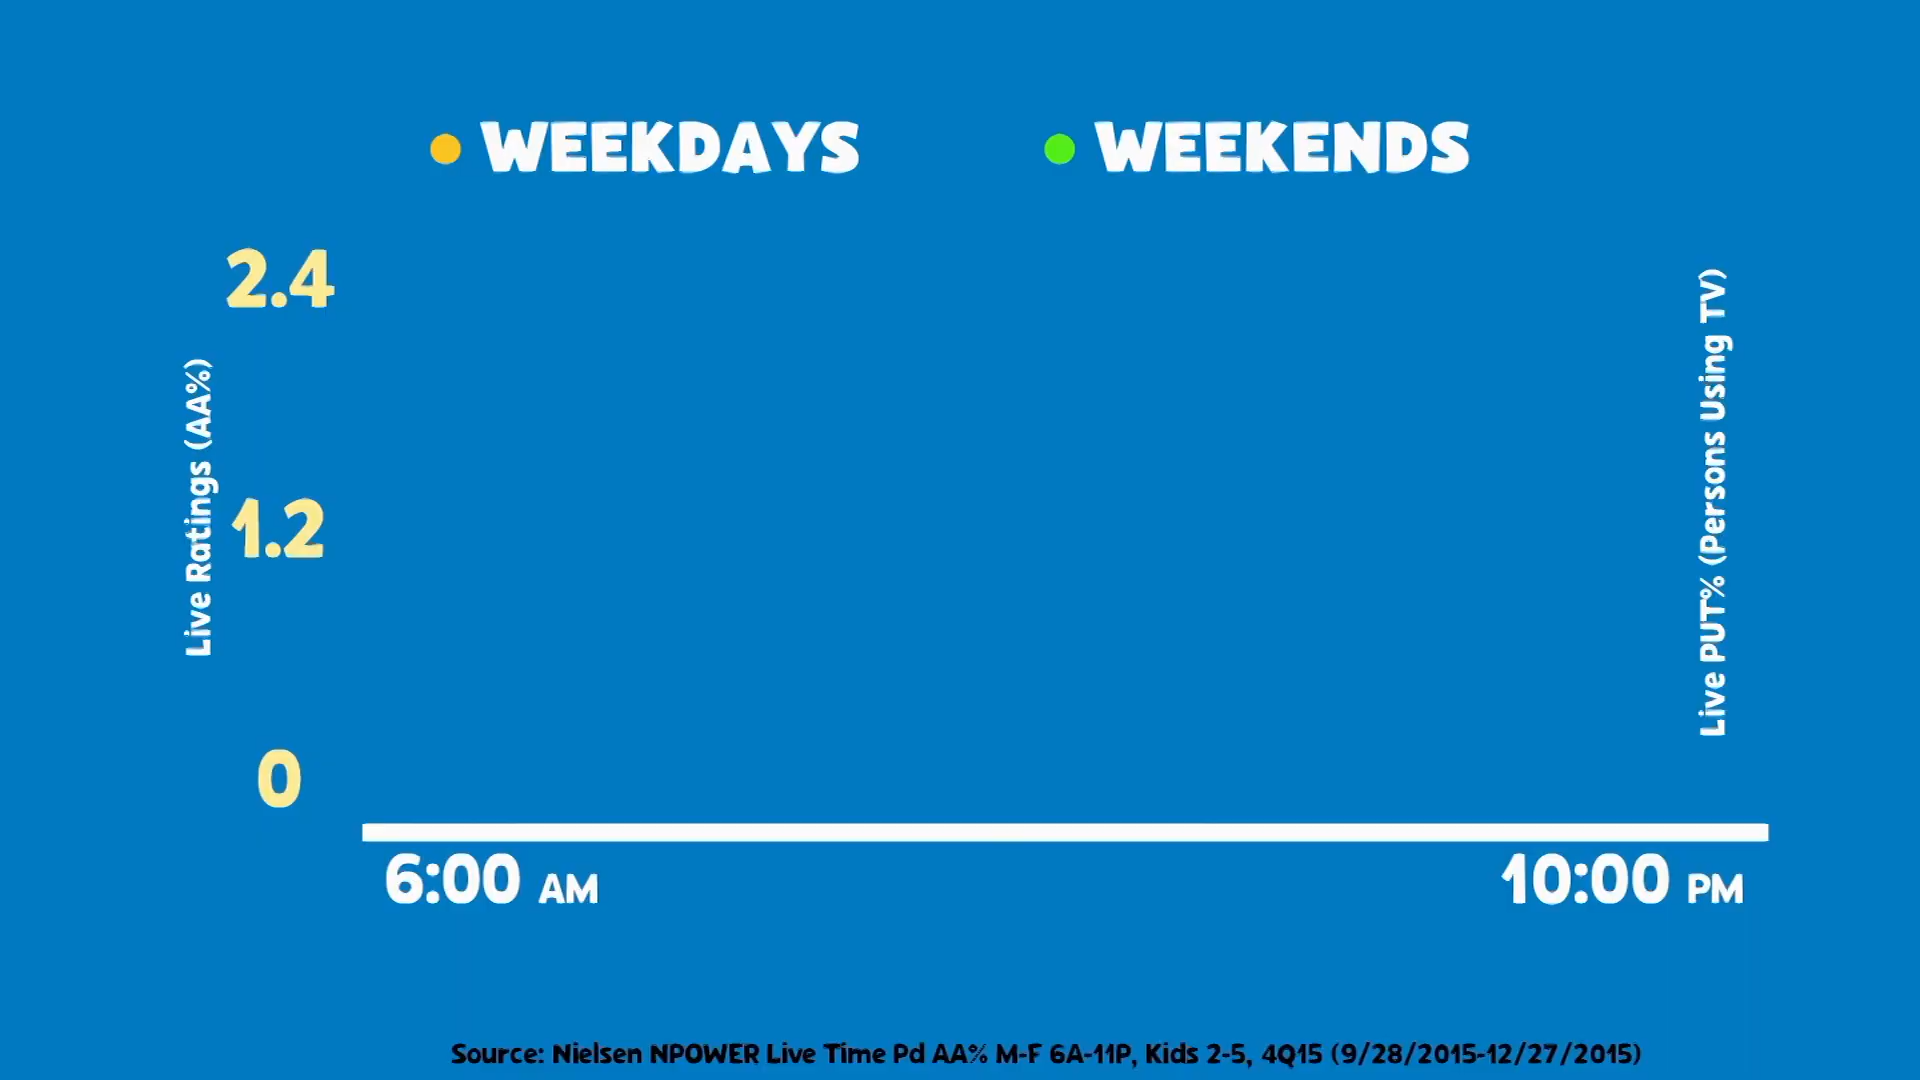 WEEKDAYS
WEEKENDS
2.4
1.2
0
Live Ratings (AA%)
Live PUT% (Persons Using TV)
6:00 AM
10:00 PM
Source: Nielsen NPOWER Live Time Pd AA% M-F 6A-11P, Kids 2-5, 4Q15 (9/28/2015-12/27/2015)